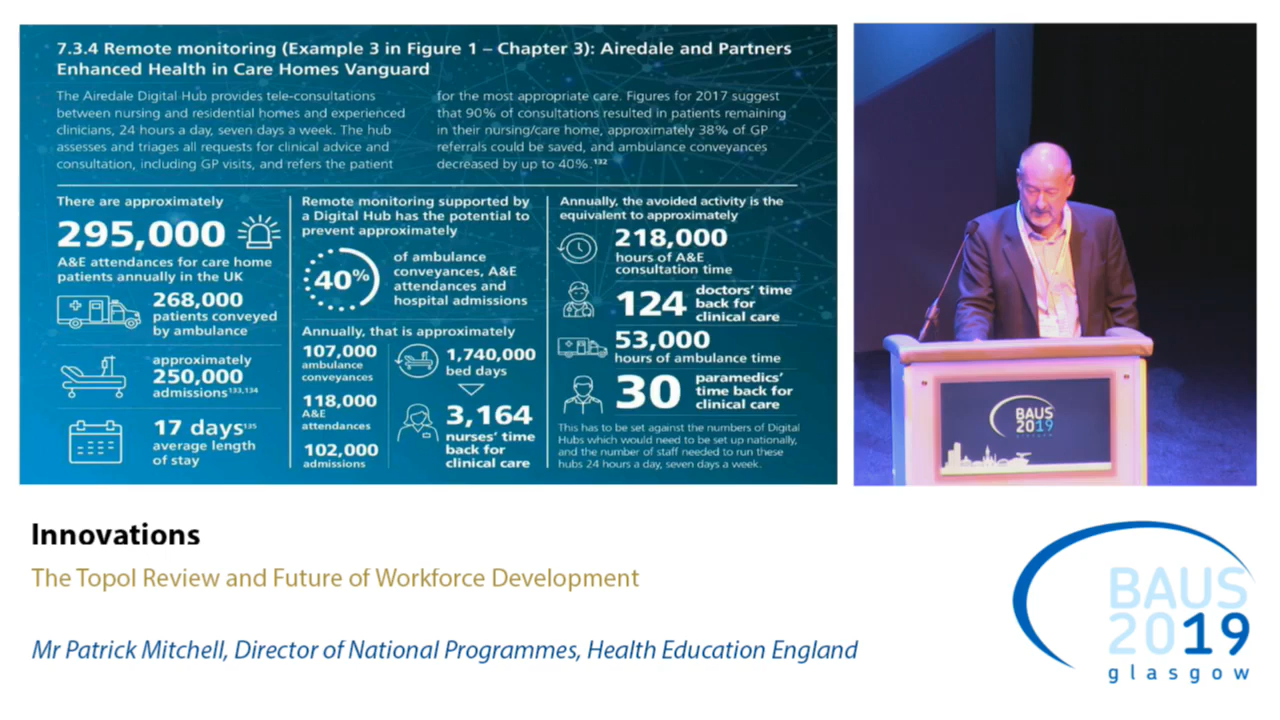 7.3.4 Remote monitoring (Example 3 in Figure 1 – Chapter 3): Airedale and Partners
Enhanced Health in Care Homes Vanguard
The Airedale Digital Hub provides tele-consultations
between nursing and residential homes and experienced
clinicians, 24 hours a day, seven days a week. The hub
assesses and triages all requests for clinical advice and
consultation, including GP visits, and refers the patient
for the most appropriate care. Figures for 2017 suggest
that 90% of consultations resulted in patients remaining
in their nursing/care home, approximately 38% of GP
referrals could be saved, and ambulance conveyances
decreased by up to 40%.132
There are approximately
295,000
A&E attendances for care home
patients annually in the UK
268,000
patients conveyed
by ambulance
approximately
250,000
admissions133,134
17 days135
average length
of stay
Remote monitoring supported by
a Digital Hub has the potential to
prevent approximately
40%
of ambulance
conveyances, A&E
attendances and
hospital admissions
Annually, that is approximately
107,000
ambulance
conveyances
118,000
A&E
attendances
102,000
admissions
1,740,000
bed days
3,164
nurses' time
back for
clinical care
Annually, the avoided activity is the
equivalent to approximately
218,000
hours of A&E
consultation time
124
doctors' time
back for
clinical care
53,000
hours of ambulance time
30
paramedics'
time back for
clinical care
This has to be set against the numbers of Digital
Hubs which would need to be set up nationally,
and the number of staff needed to run these
hubs 24 hours a day, seven days a week.
BAUS
2019
glasgow
Innovations
The Topol Review and Future of Workforce Development
Mr Patrick Mitchell, Director of National Programmes, Health Education England
BAUS
2019
glasgow